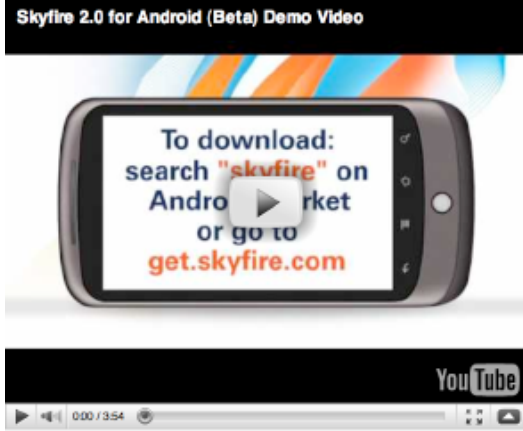 Skyfire 2.0 for Android (Beta) Demo Video
To download:
search "skyfire" on
rket
or go to
get.skyfire.com
YouTube
0:00 / 3:54